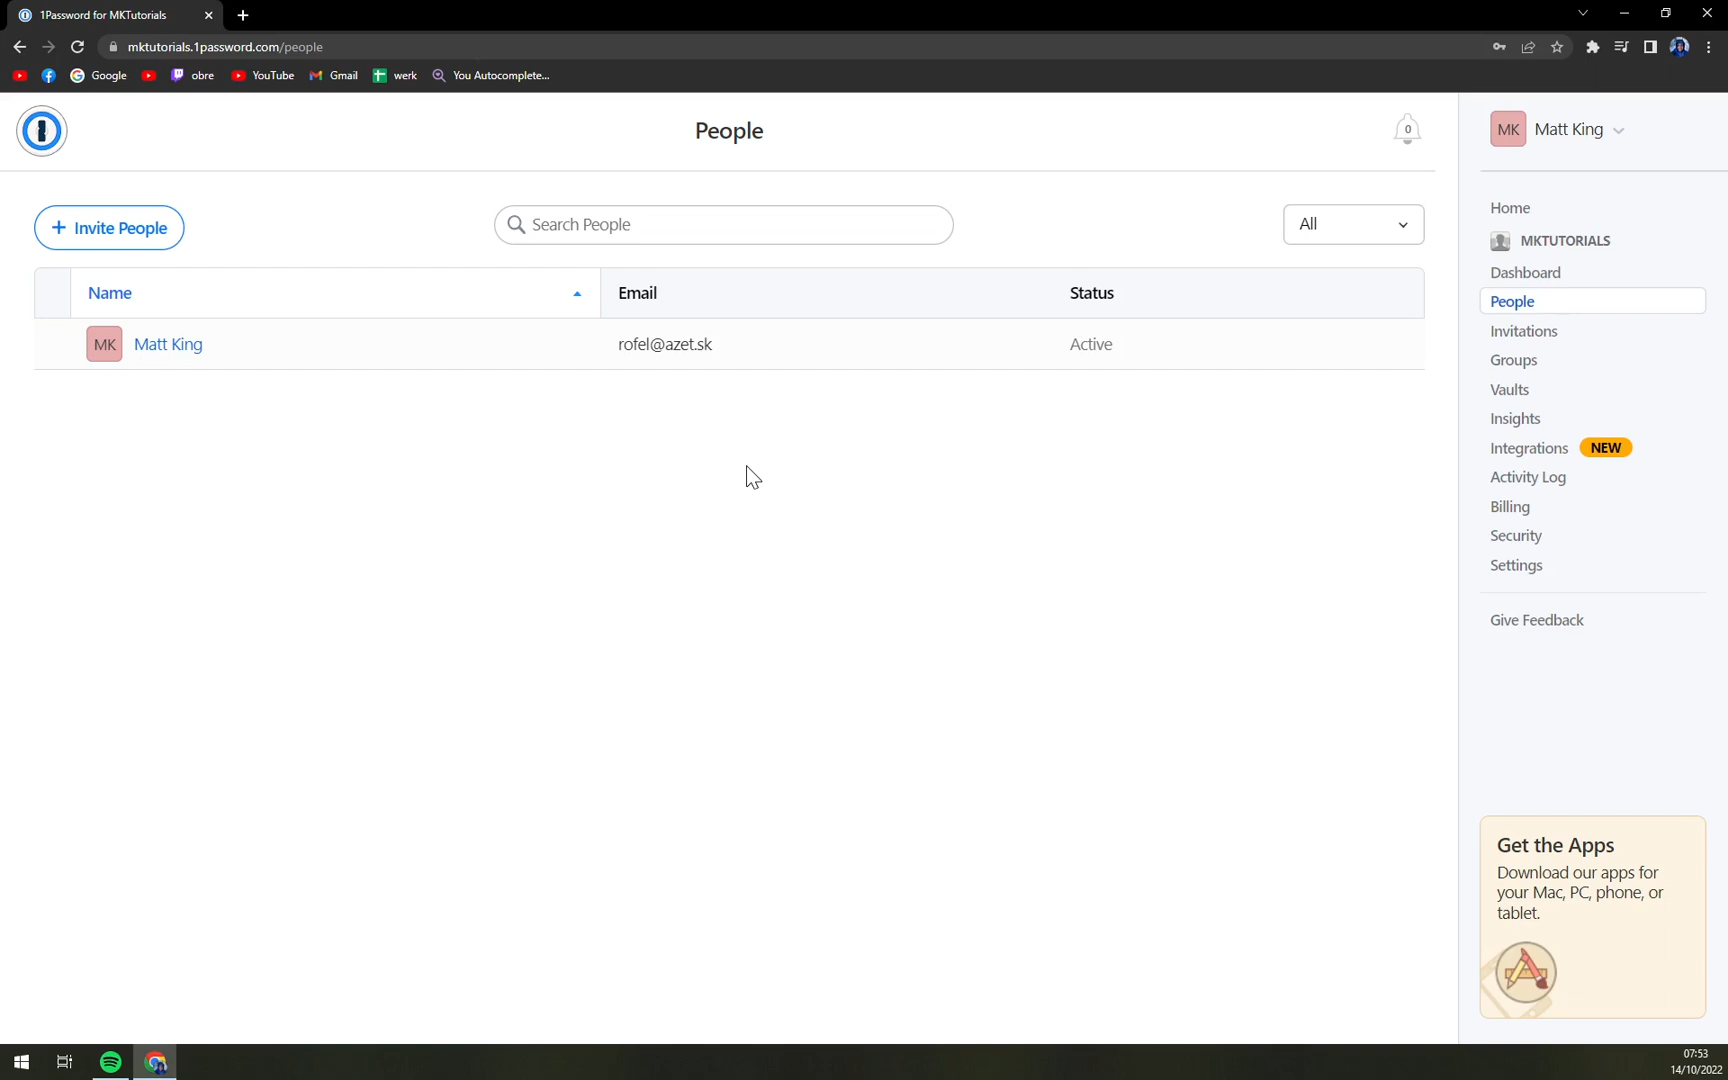 1Password for MKTutorials
mktutorials.1password.com/people
Google
obre
YouTube
Gmail
werk
You Autocomplete...
People
0
MK Matt King
+ Invite People
Search People
All
Name
Email
Status
MK Matt King
rofel@azet.sk
Active
Home
MKTUTORIALS
Dashboard
People
Invitations
Groups
Vaults
Insights
Integrations NEW
Activity Log
Billing
Security
Settings
Give Feedback
Get the Apps
Download our apps for
your Mac, PC, phone, or
tablet.
07:53
14/10/2022